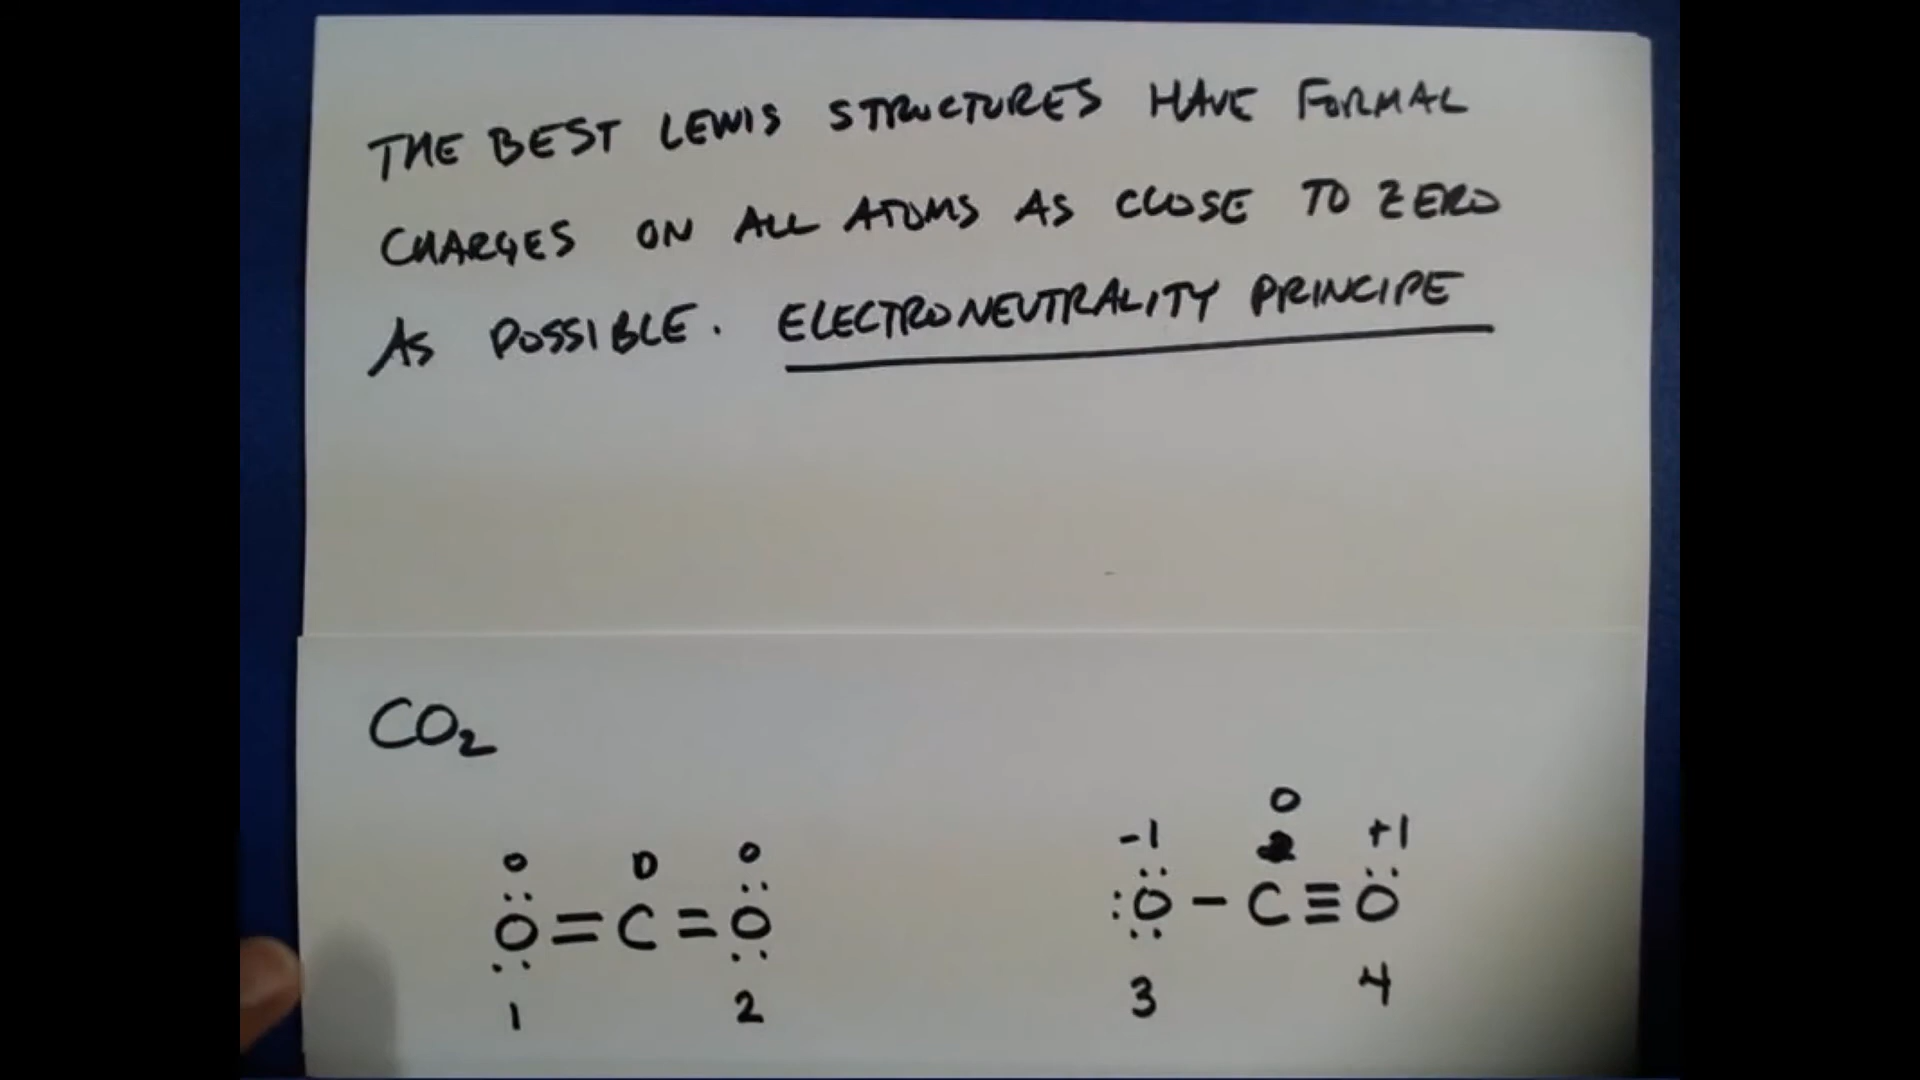 THE BEST LEWIS STRUCTURES HAVE FORMAL
CHARGES ON ALL ATOMS AS CLOSE TO ZERO
AS POSSIBLE. ELECTRONEUTRALITY PRINCIPE
CO₂
0 0 0
:O=C=O:
1 2
-1 0 +1
:O-C≡O:
3 4